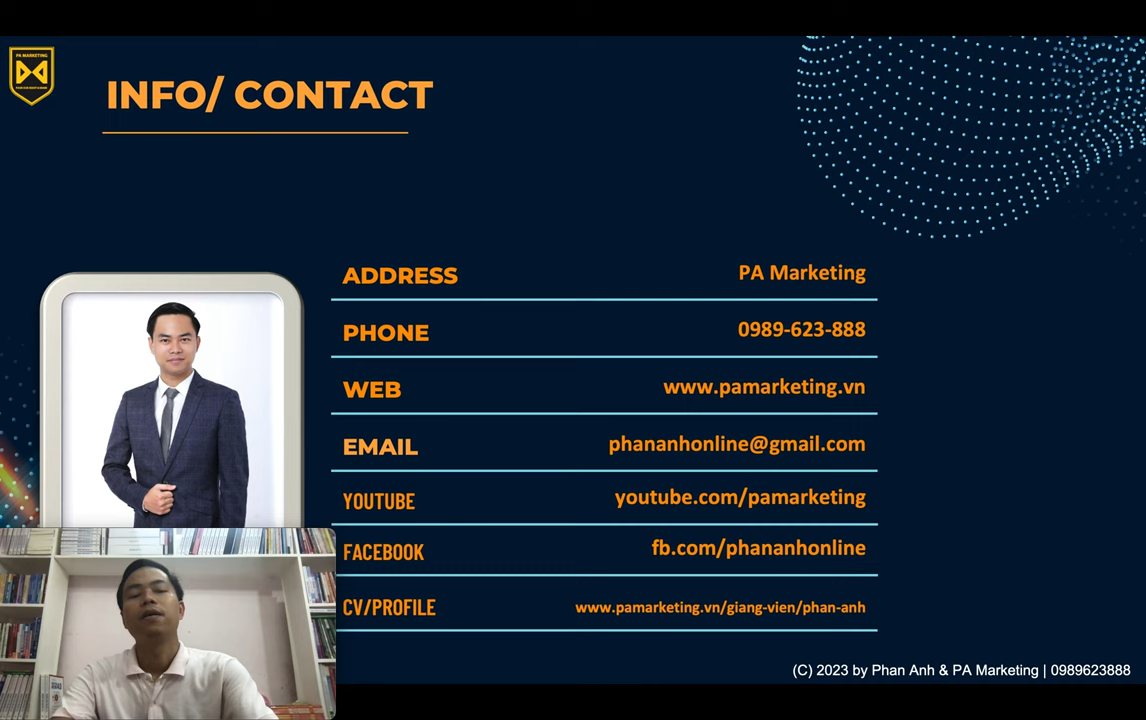 PA MARKETING
INFO/ CONTACT
ADDRESS PA Marketing
PHONE 0989-623-888
WEB www.pamarketing.vn
EMAIL phananhonline@gmail.com
YOUTUBE youtube.com/pamarketing
FACEBOOK fb.com/phananhonline
CV/PROFILE www.pamarketing.vn/giang-vien/phan-anh
(C) 2023 by Phan Anh & PA Marketing | 0989623888